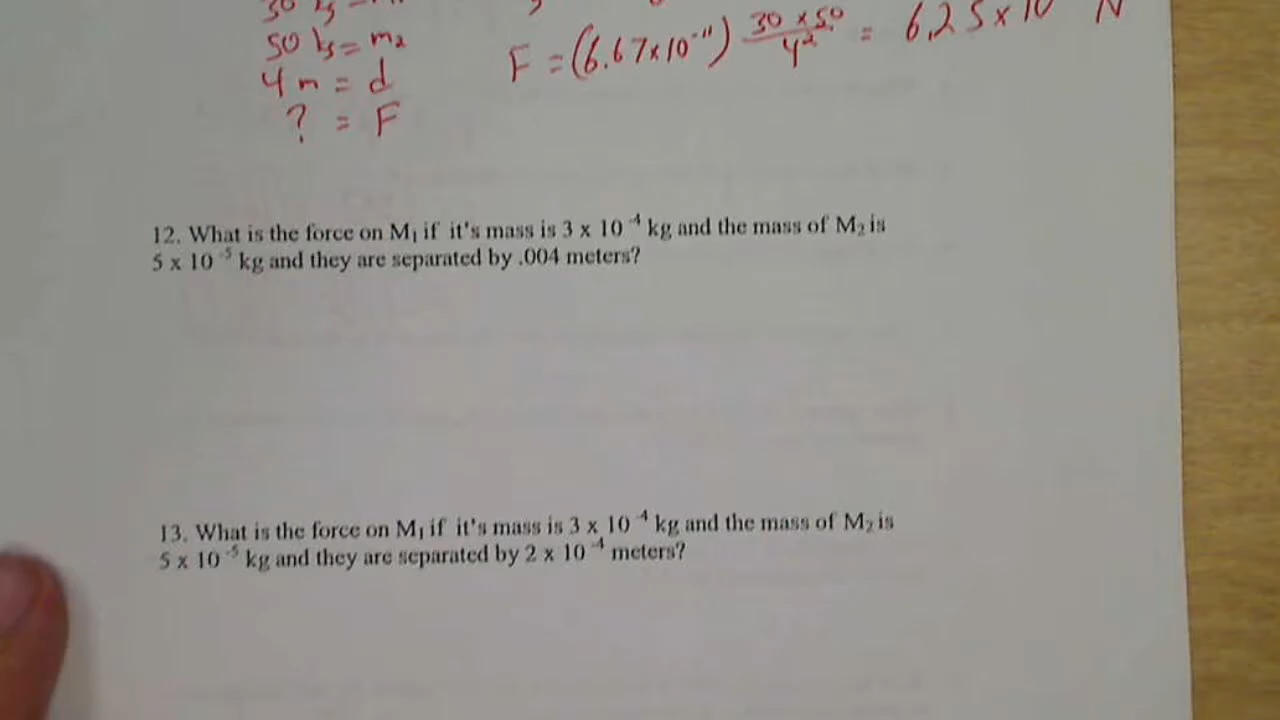 50 kg = m₂
F = (6.67x10⁻¹¹) 30 x 50 / 4² = 6.25 x 10 N
4 m = d
? = F
12. What is the force on M₁ if it's mass is 3 x 10⁻⁴ kg and the mass of M₂ is
5 x 10⁻⁵ kg and they are separated by .004 meters?
13. What is the force on M₁ if it's mass is 3 x 10⁻⁴ kg and the mass of M₂ is
5 x 10⁻⁵ kg and they are separated by 2 x 10⁻⁴ meters?